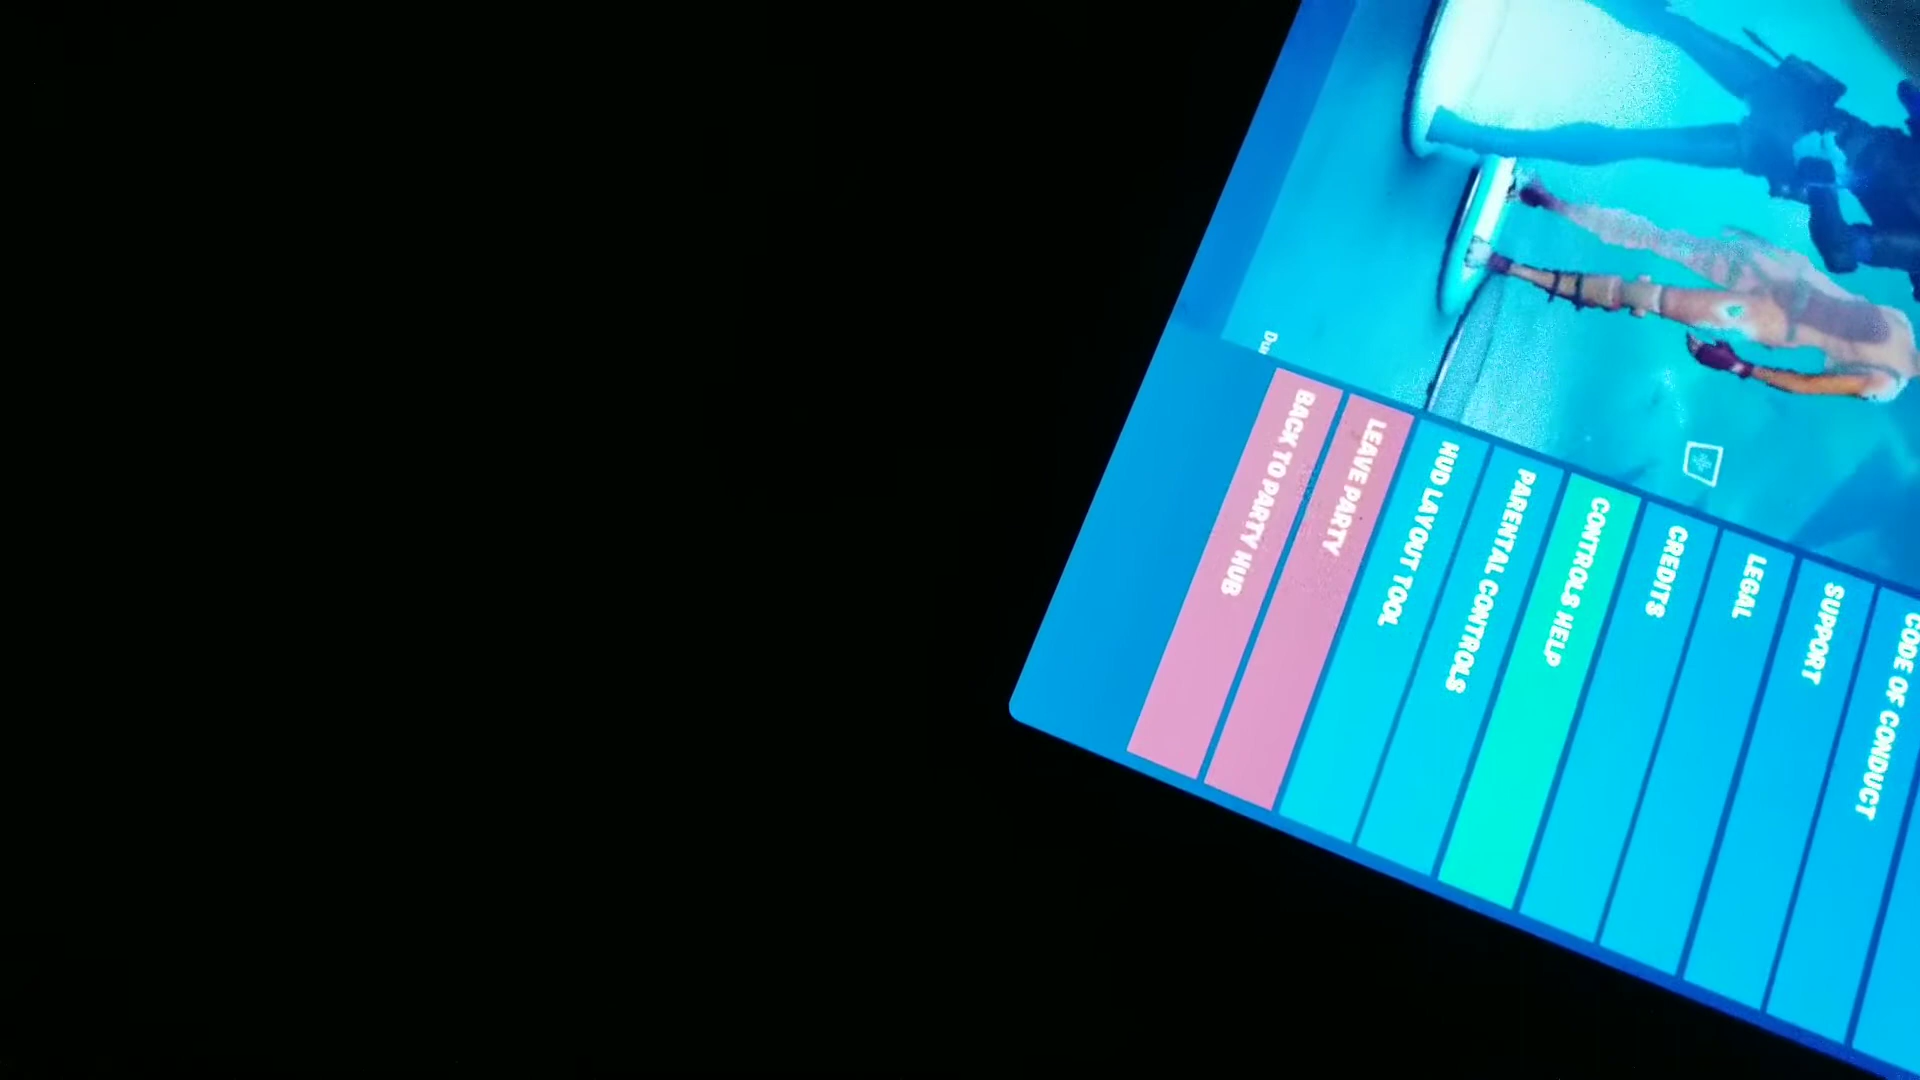 CODE OF CONDUCT
SUPPORT
LEGAL
CREDITS
CONTROLS HELP
PARENTAL CONTROLS
HUD LAYOUT TOOL
LEAVE PARTY
BACK TO PARTY HUB